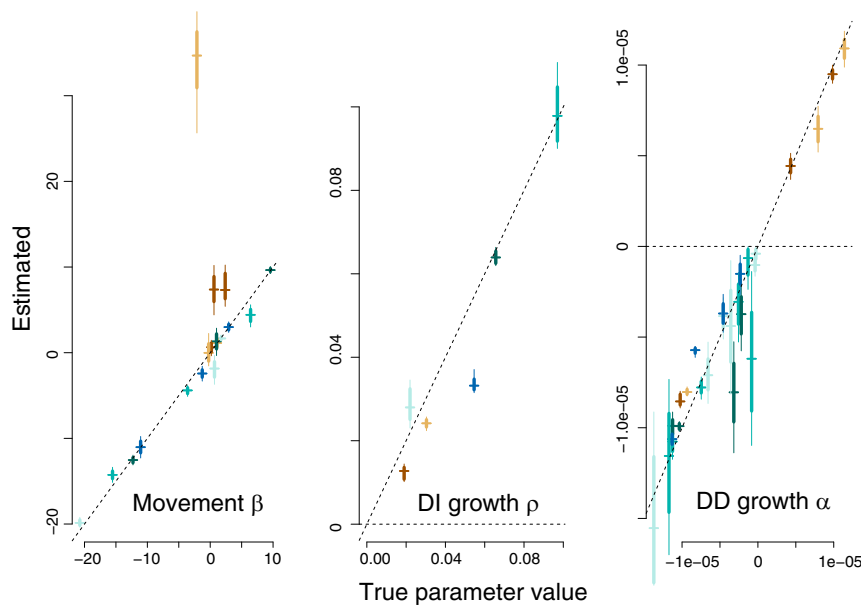 1.0e-05
0
-1.0e-05
20
0
-20
0.08
0.04
0
Estimated
Movement β
DI growth ρ
DD growth α
−20
−10
0
10
0.00
0.04
0.08
−1e−05
0
1e−05
True parameter value